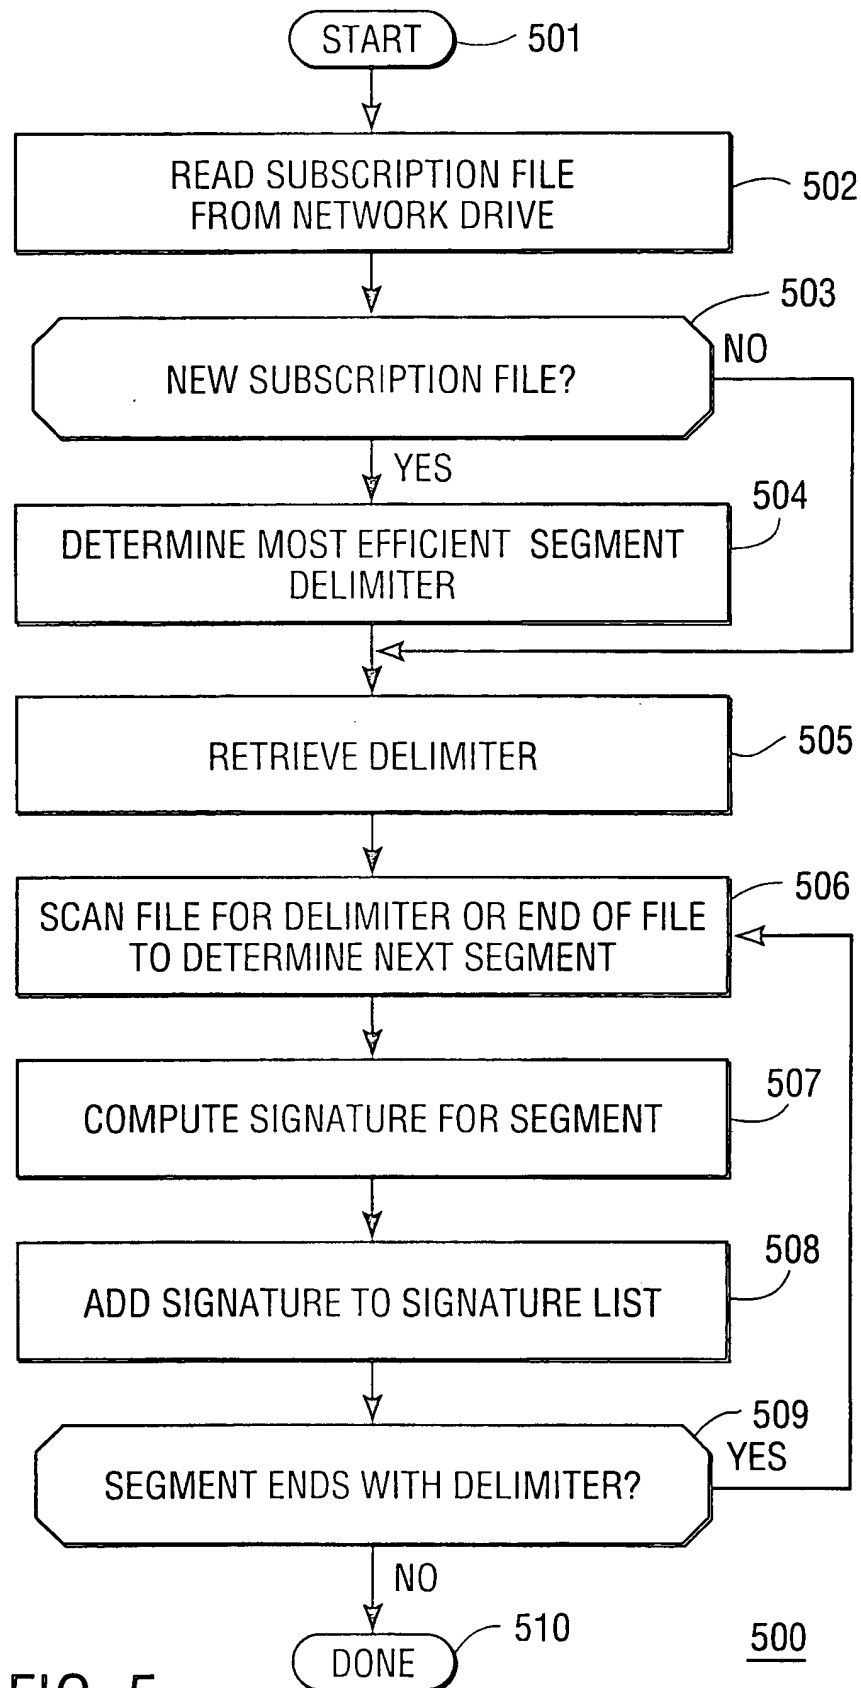 START
501
READ SUBSCRIPTION FILE
FROM NETWORK DRIVE
502
503
NEW SUBSCRIPTION FILE?
NO
YES
504
DETERMINE MOST EFFICIENT SEGMENT
DELIMITER
RETRIEVE DELIMITER
505
506
SCAN FILE FOR DELIMITER OR END OF FILE
TO DETERMINE NEXT SEGMENT
507
COMPUTE SIGNATURE FOR SEGMENT
508
ADD SIGNATURE TO SIGNATURE LIST
509
YES
SEGMENT ENDS WITH DELIMITER?
NO
510
DONE
500
FIG. 5